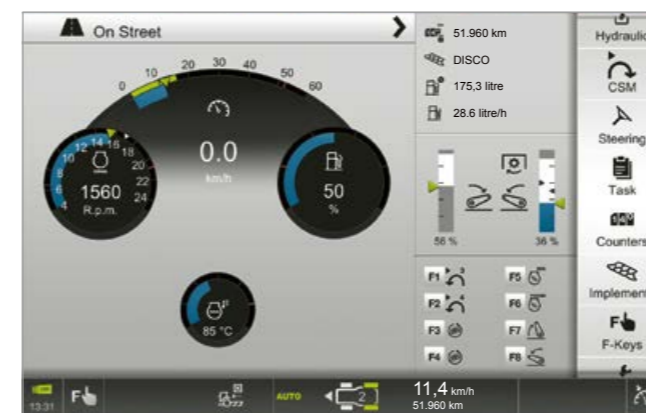 On Street
0 10 20 30 40 50 60
0.0
km/h
4 6 8 10 12 14 16 18 20 22 24
1560
R.p.m.
50
%
85 °C
51.960 km
DISCO
175,3 litre
28.6 litre/h
56 %
36 %
F1 3
F5
F2 4
F6
F3
F7
F4
F8
Hydraulic
CSM
Steering
Task
Counters
Implement
F-Keys
13:31
F
AUTO
2
11,4 km/h
51.960 km